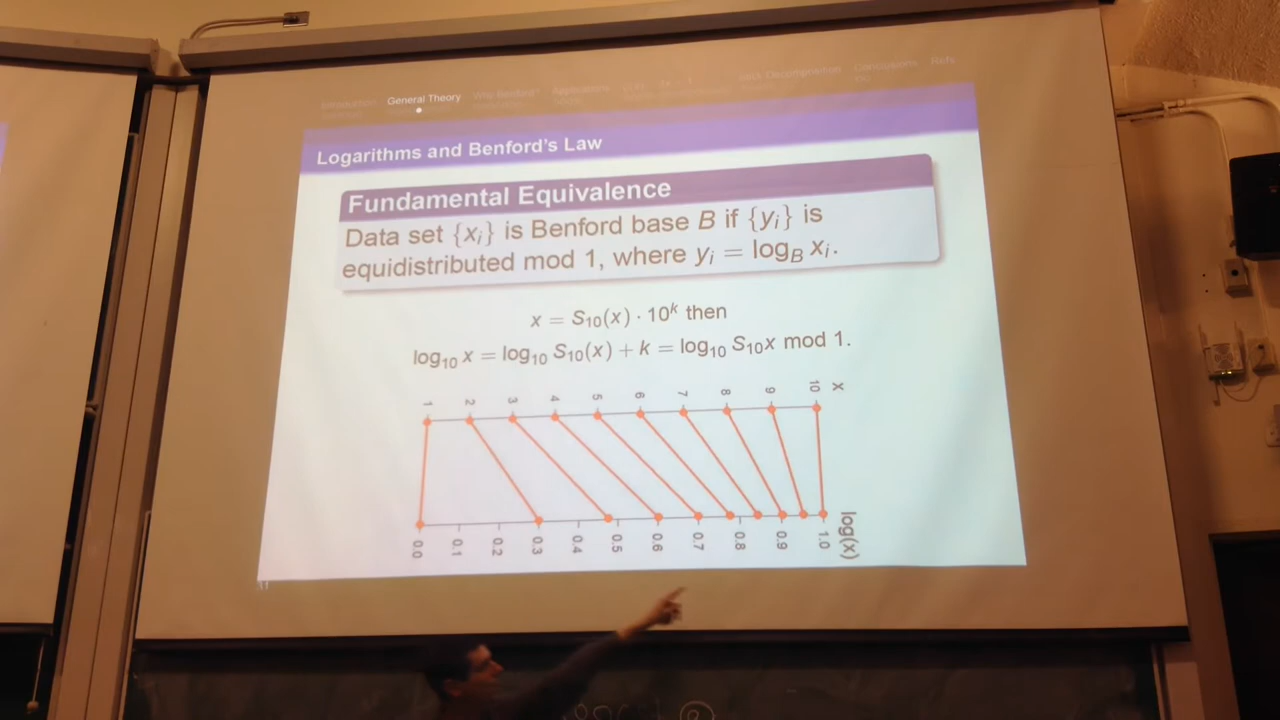 General Theory
Conclusions
Refs
Logarithms and Benford's Law
Fundamental Equivalence
Data set {xᵢ} is Benford base B if {yᵢ} is
equidistributed mod 1, where yᵢ = log_B xᵢ.
x = S₁₀(x) · 10ᵏ then
log₁₀ x = log₁₀ S₁₀(x) + k = log₁₀ S₁₀x mod 1.
1 2 3 4 5 6 7 8 9 10 x
0.0 0.1 0.2 0.3 0.4 0.5 0.6 0.7 0.8 0.9 1.0 log(x)